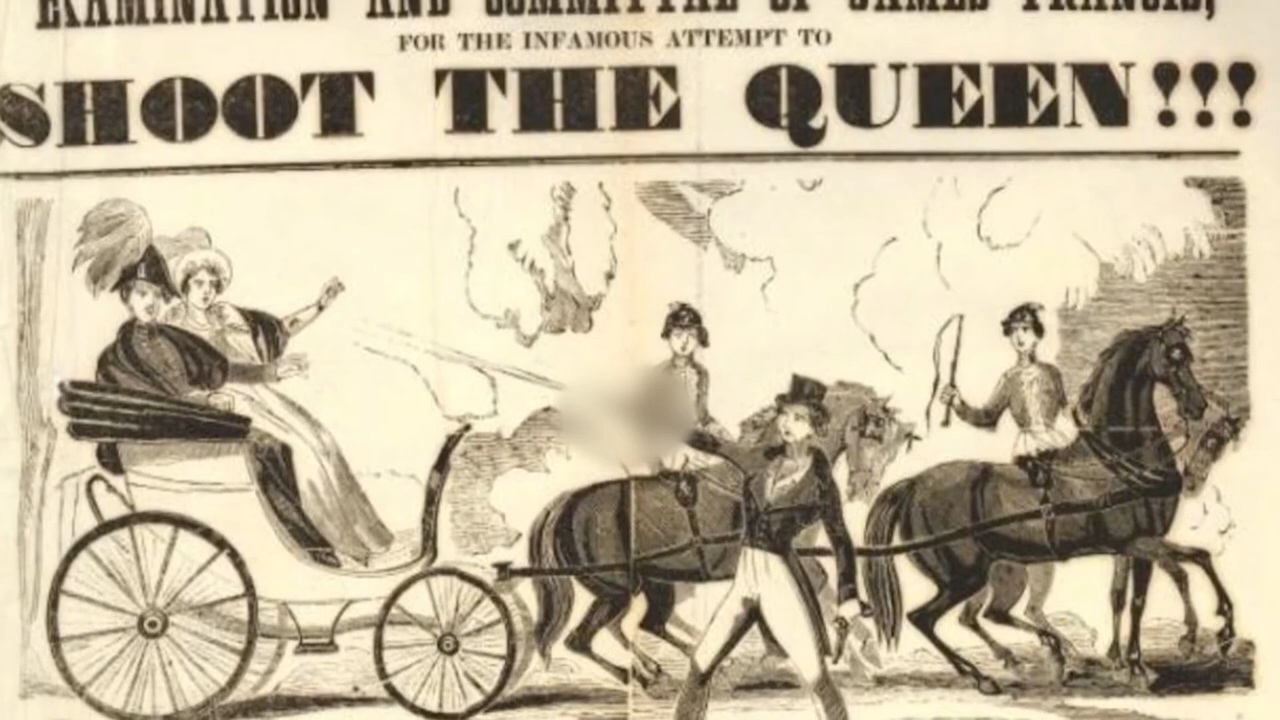 EXAMINATION AND COMMITTAL OF JAMES FRANCIS,
FOR THE INFAMOUS ATTEMPT TO
SHOOT THE QUEEN!!!